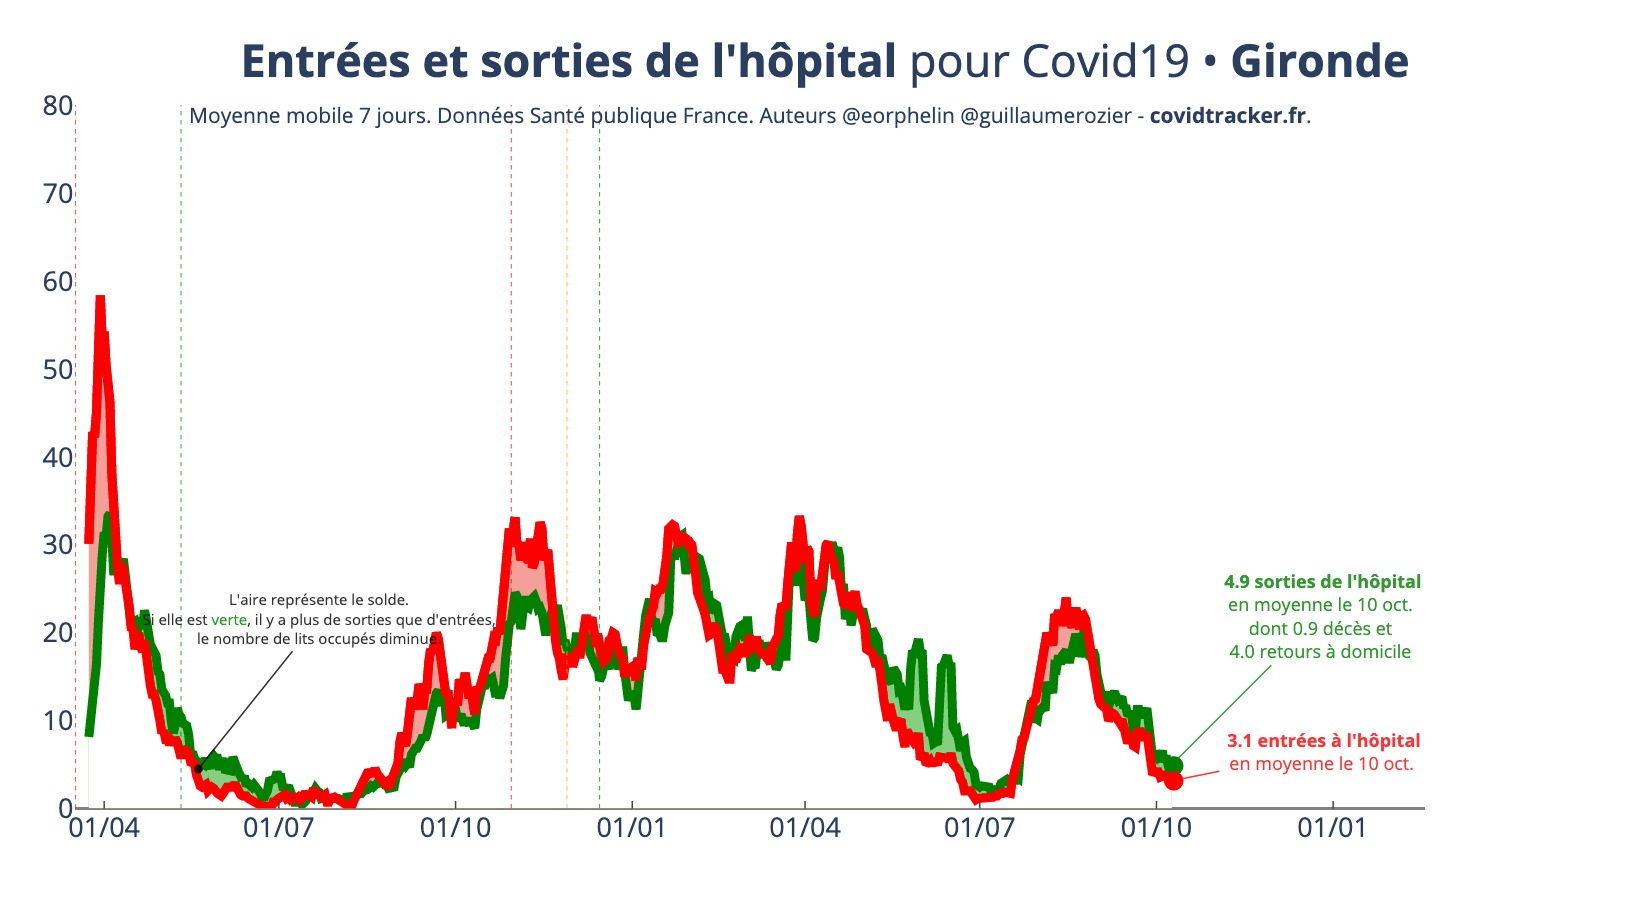 Entrées et sorties de l'hôpital pour Covid19 • Gironde
Moyenne mobile 7 jours. Données Santé publique France. Auteurs @eorphelin @guillaumerozier - covidtracker.fr.
80
70
60
50
40
30
20
10
0
L'aire représente le solde.
Si elle est verte, il y a plus de sorties que d'entrées,
le nombre de lits occupés diminue.
4.9 sorties de l'hôpital
en moyenne le 10 oct.
dont 0.9 décès et
4.0 retours à domicile
3.1 entrées à l'hôpital
en moyenne le 10 oct.
01/04 01/07 01/10 01/01 01/04 01/07 01/10 01/01